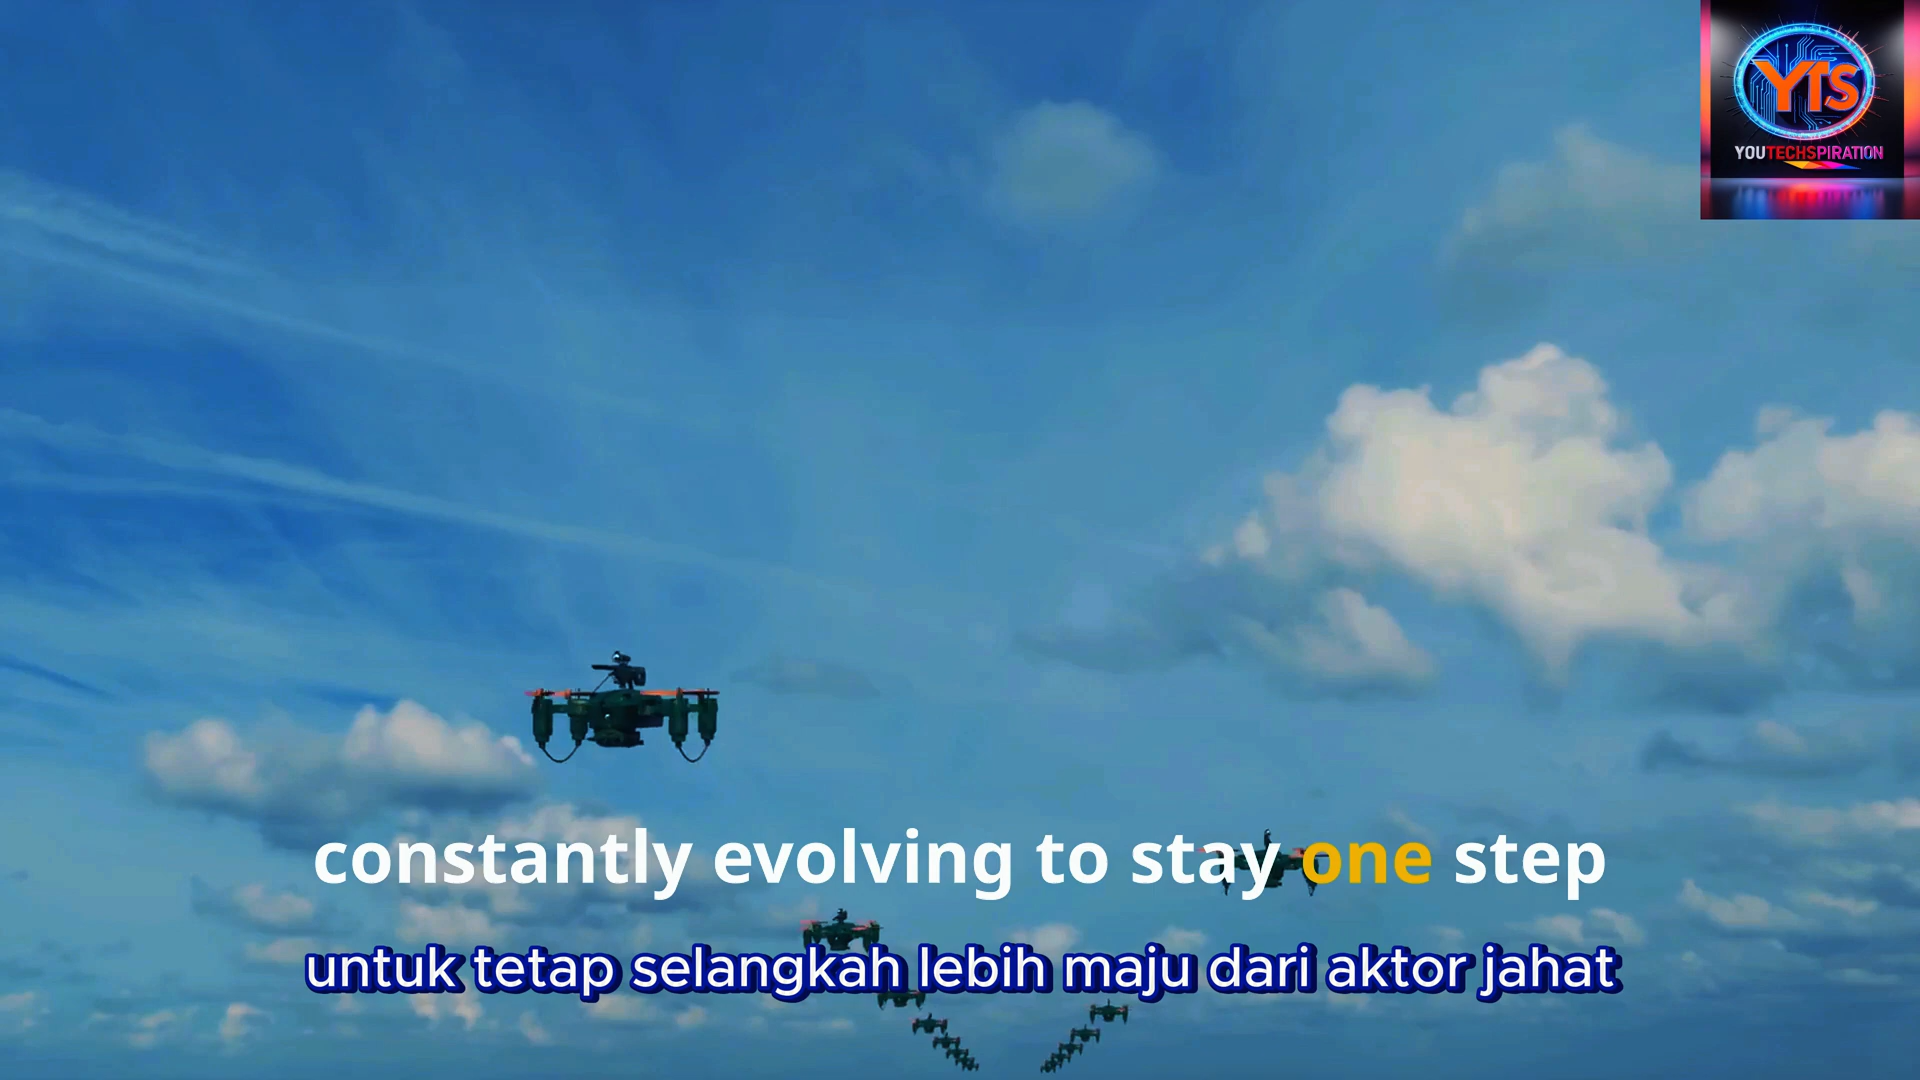 YTS
YOUTECHSPIRATION
constantly evolving to stay one step
untuk tetap selangkah lebih maju dari aktor jahat